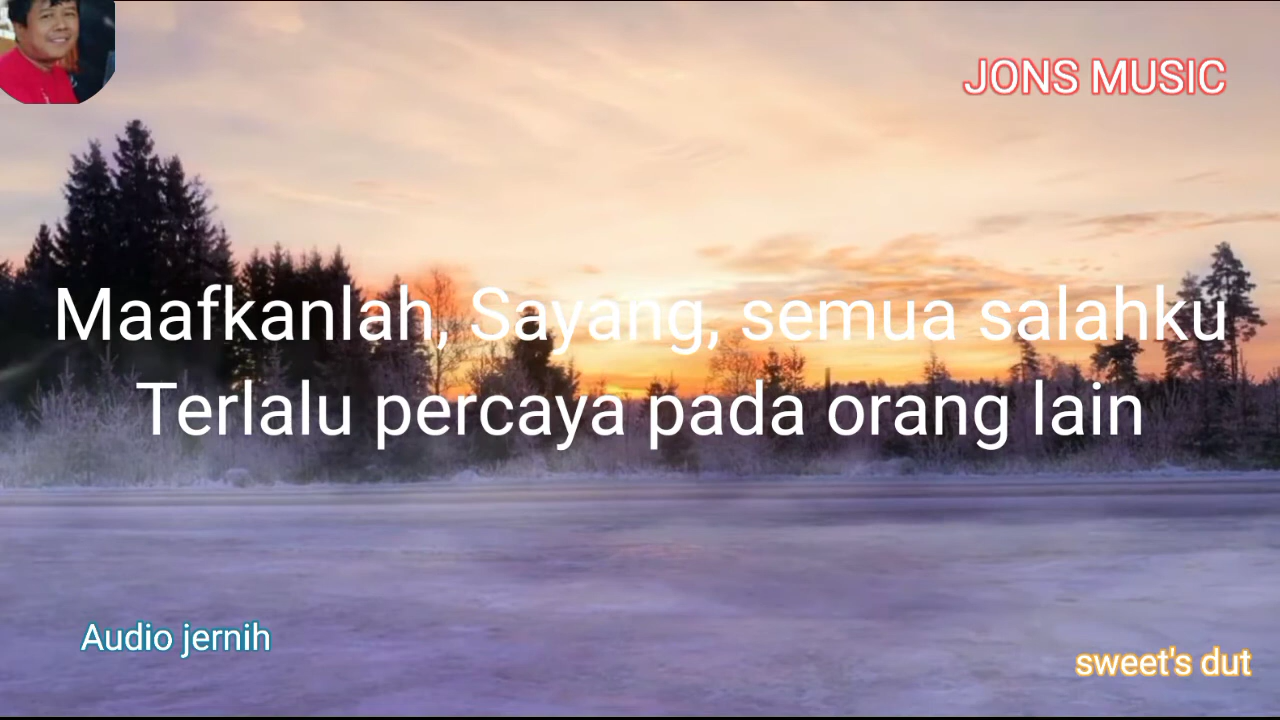 JONS MUSIC
Maafkanlah, Sayang, semua salahku
Terlalu percaya pada orang lain
Audio jernih
sweet's dut